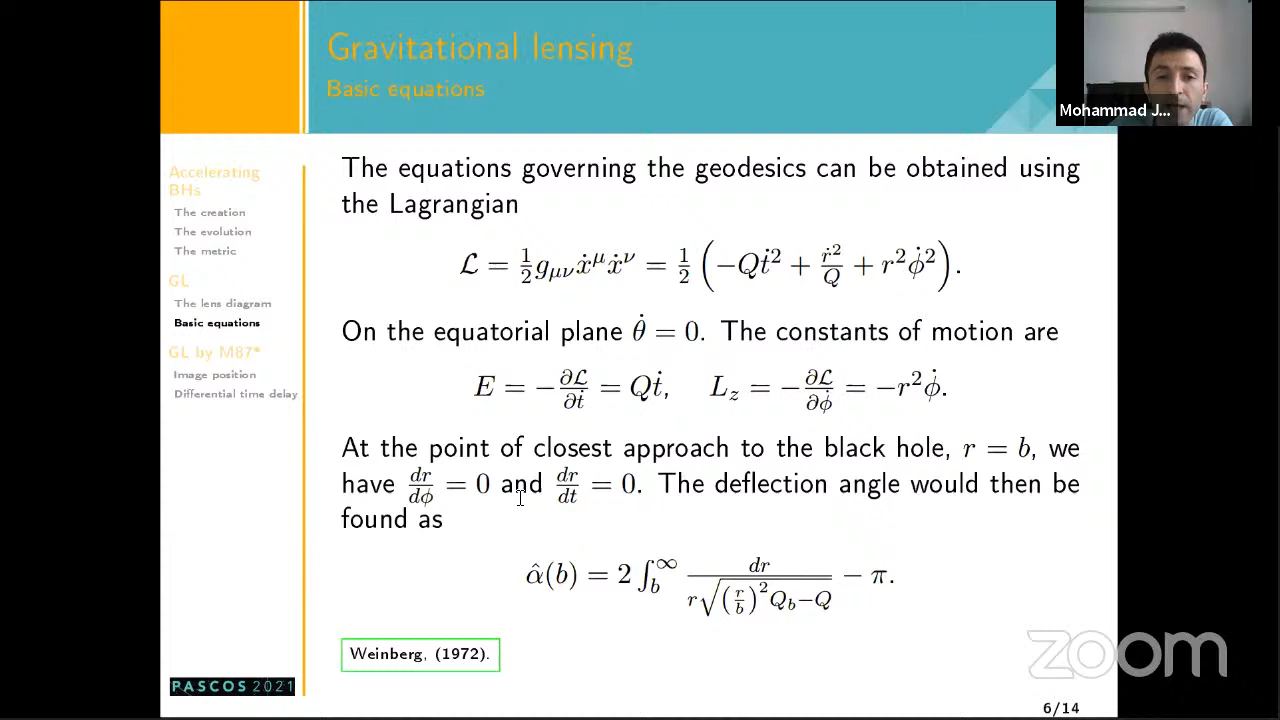 Gravitational lensing
Basic equations
Mohammad J...
Accelerating
BHs
The creation
The evolution
The metric
GL
The lens diagram
Basic equations
GL by M87*
Image position
Differential time delay
The equations governing the geodesics can be obtained using
the Lagrangian
ℒ = ½ g_{μν} ẋ^μ ẋ^ν = ½ (−Qṫ² + ṙ²/Q + r²φ̇²).
On the equatorial plane θ̇ = 0. The constants of motion are
E = −∂ℒ/∂ṫ = Qṫ, L_z = −∂ℒ/∂φ̇ = −r²φ̇.
At the point of closest approach to the black hole, r = b, we
have dr/dφ = 0 and dr/dt = 0. The deflection angle would then be
found as
α̂(b) = 2 ∫_b^∞ dr / (r√((r/b)² Q_b − Q)) − π.
Weinberg, (1972).
PASCOS 2021
zoom
6/14